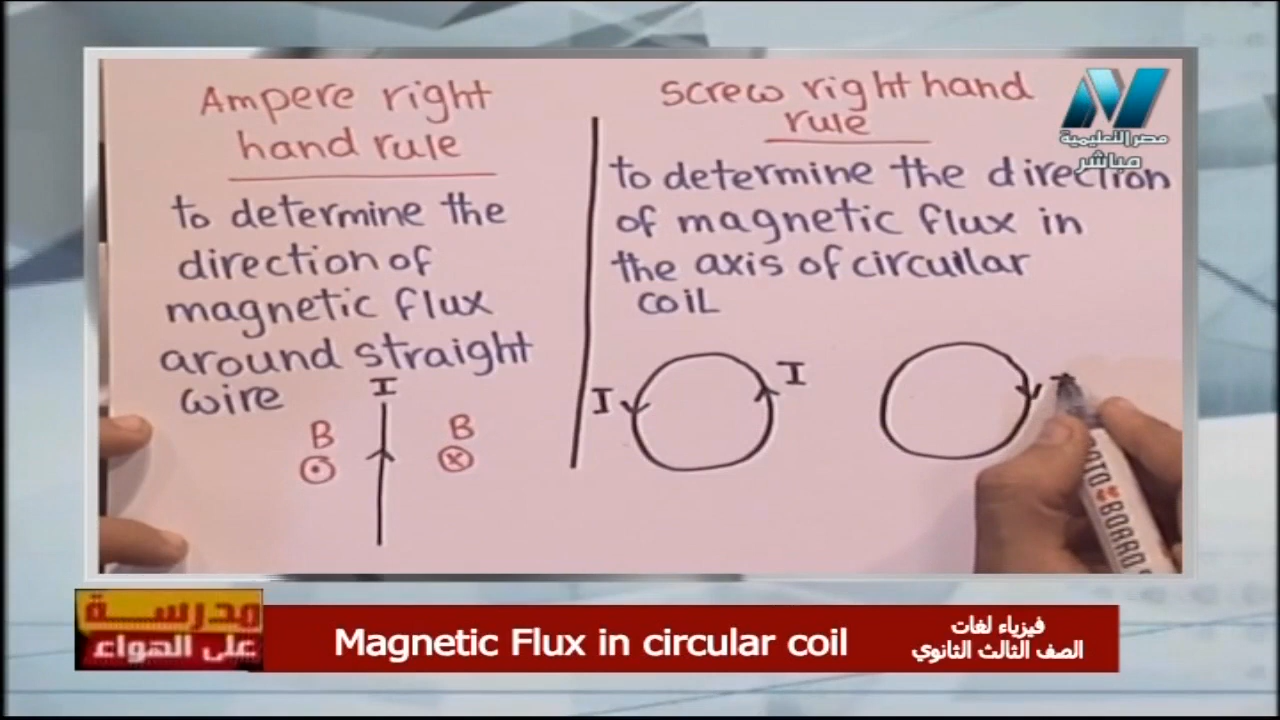 Ampere right
hand rule
to determine the
direction of
magnetic flux
around straight
wire
I
B
B
screw right hand
rule
to determine the direction
of magnetic flux in
the axis of circular
coil
I
I
مصر التعليمية
مباشر
BOARD
مدرسة
على الهواء
Magnetic Flux in circular coil
فيزياء لغات
الصف الثالث الثانوي